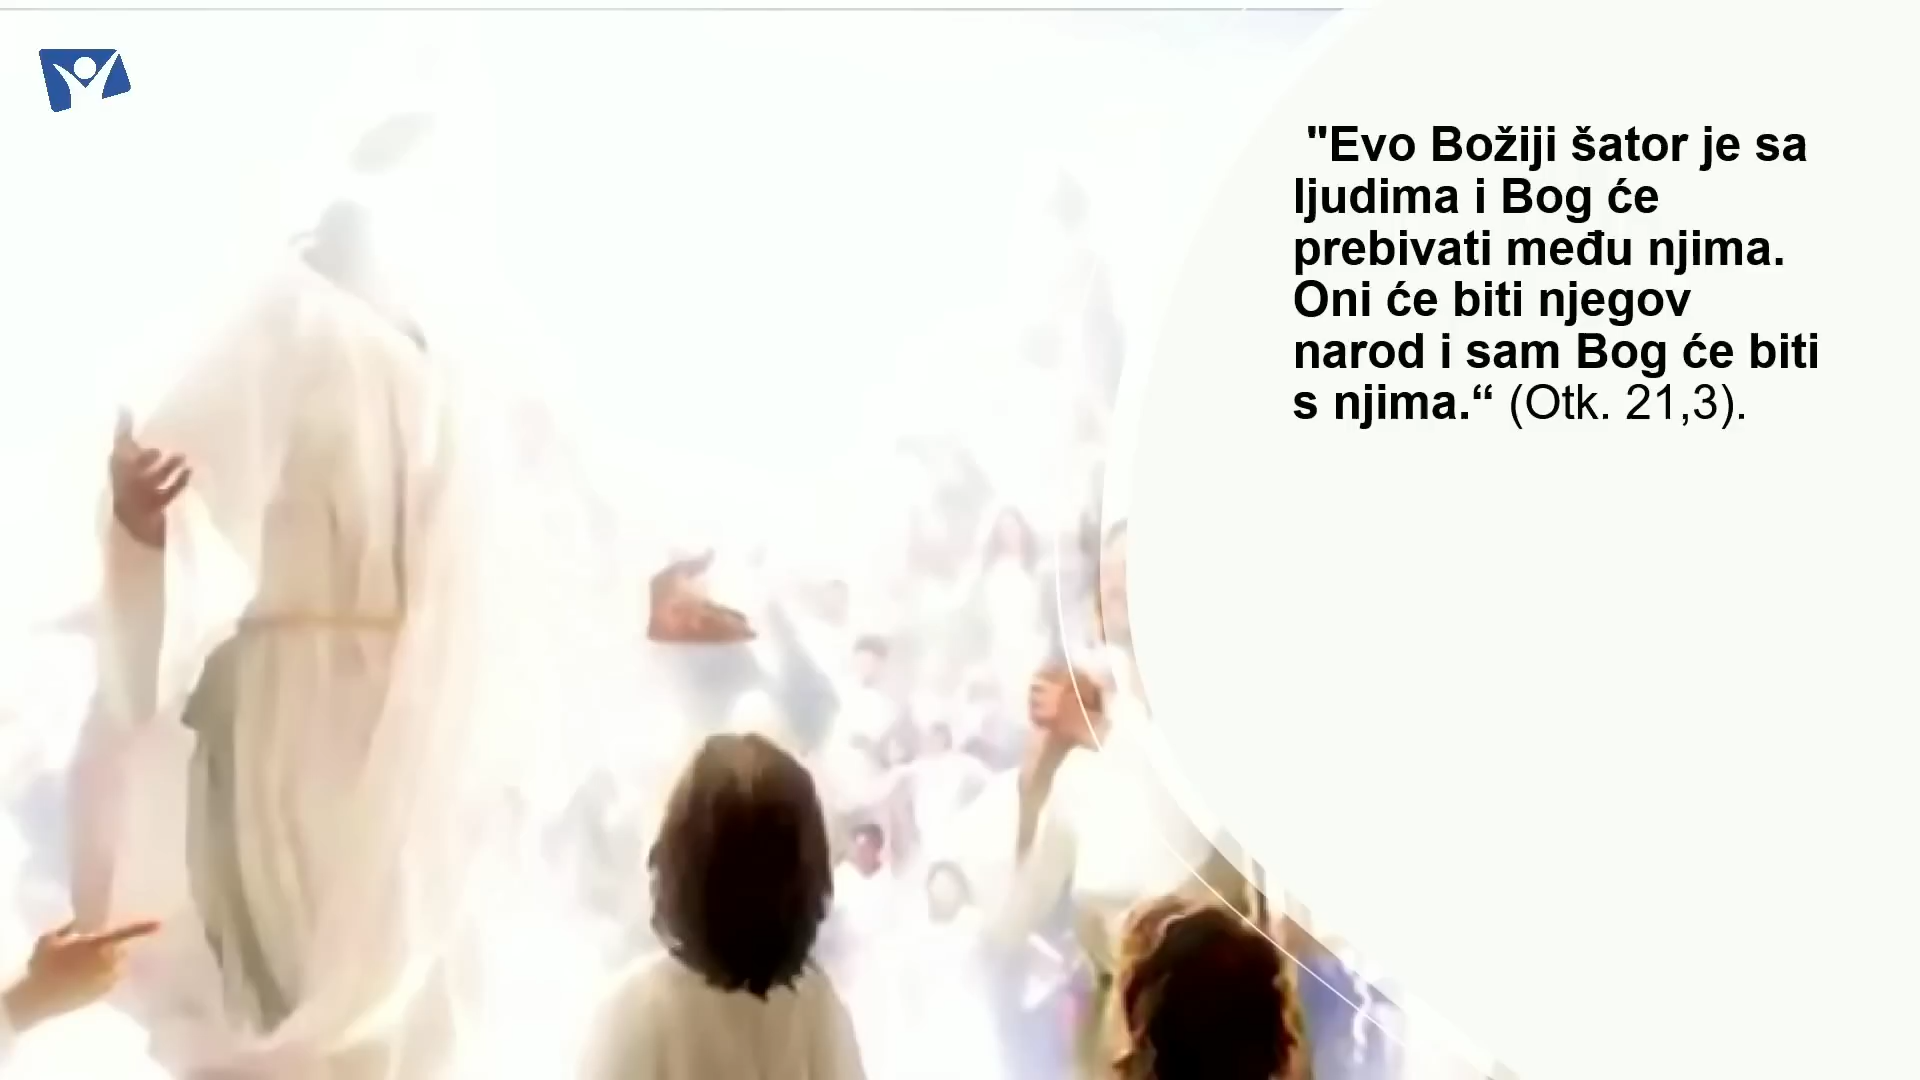 "Evo Božiji šator je sa
ljudima i Bog će
prebivati među njima.
Oni će biti njegov
narod i sam Bog će biti
s njima.“ (Otk. 21,3).